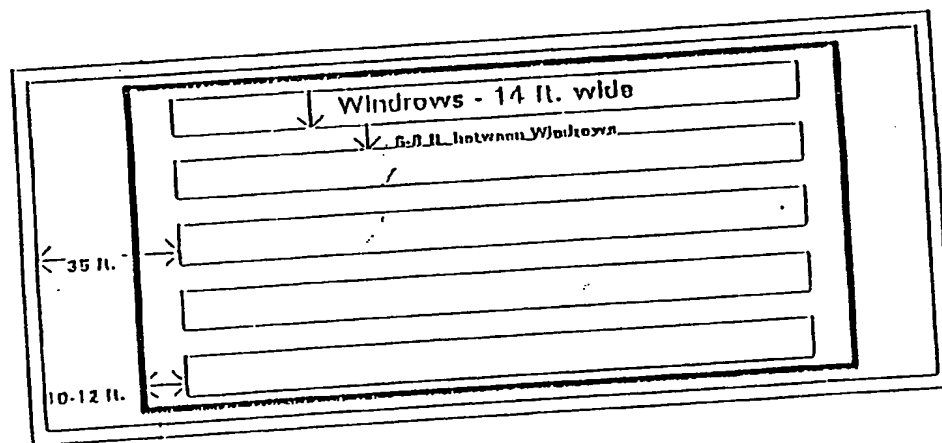 Windrows - 14 ft. wide
6-8 ft. between Windrows
35 ft.
10-12 ft.